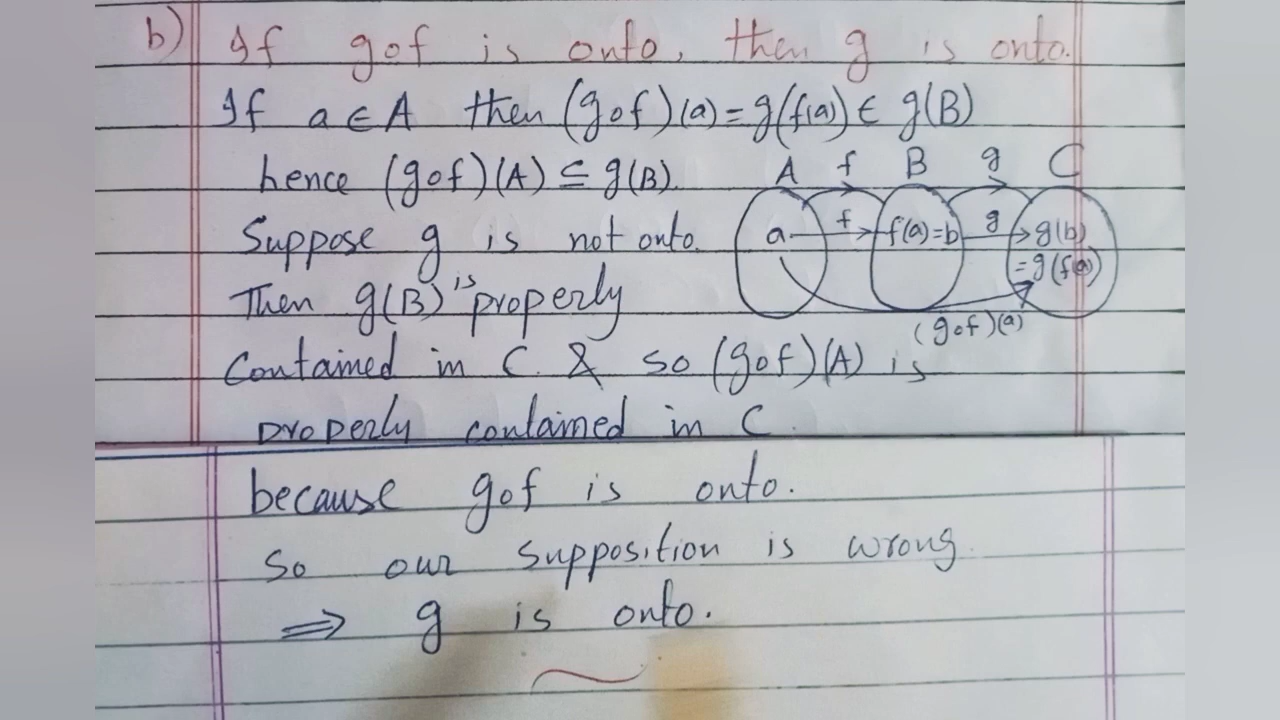 b) If gof is onto, then g is onto.
If a ∈ A then (gof)(a) = g(f(a)) ∈ g(B)
hence (gof)(A) ⊆ g(B).
A f B g C
Suppose g is not onto.
a f f(a)=b g g(b)
=g(f(a))
(gof)(a)
Then g(B) is properly
Contained in C & so (gof)(A) is
properly contained in C.
because gof is onto.
So our supposition is wrong.
⇒ g is onto.